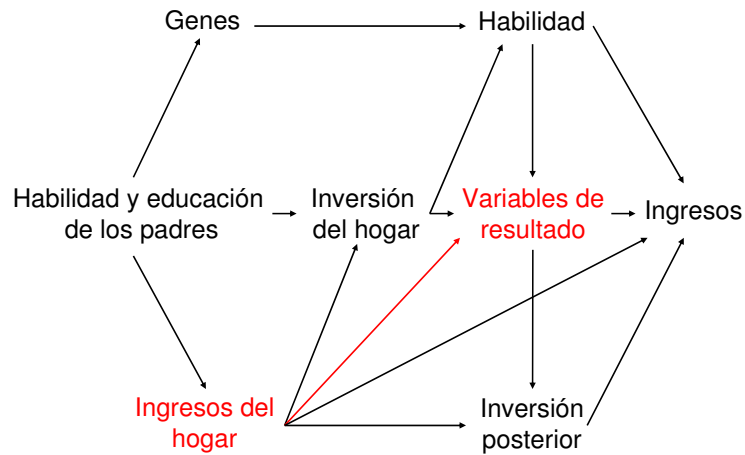 Genes
Habilidad
Habilidad y educación
de los padres
Inversión
del hogar
Variables de
resultado
Ingresos
Ingresos del
hogar
Inversión
posterior